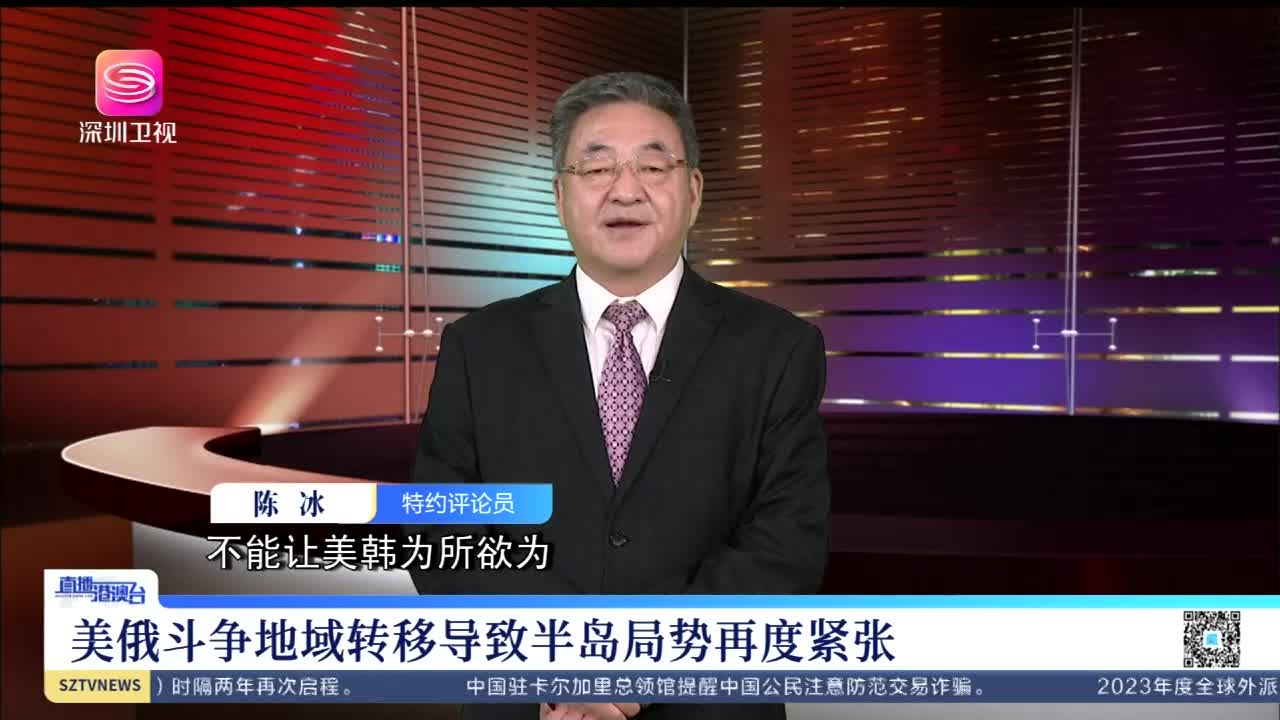 深圳卫视
陈 冰
特约评论员
不能让美韩为所欲为
直播港澳台
美俄斗争地域转移导致半岛局势再度紧张
SZTVNEWS
）时隔两年再次启程。 中国驻卡尔加里总领馆提醒中国公民注意防范交易诈骗。 2023年度全球外派